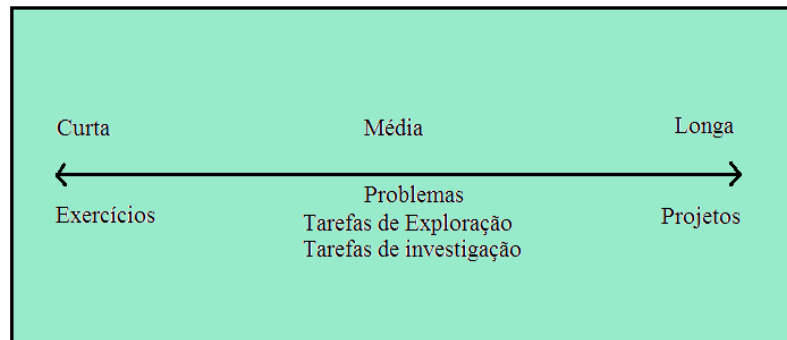 Curta Média Longa
Problemas
Exercícios Tarefas de Exploração Projetos
Tarefas de investigação